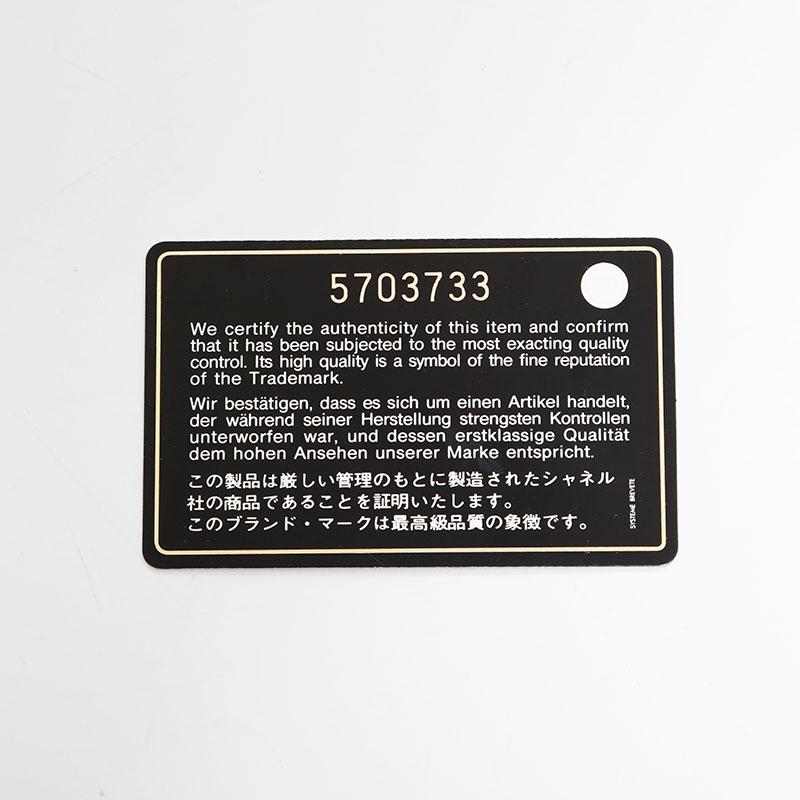 5703733
We certify the authenticity of this item and confirm
that it has been subjected to the most exacting quality
control. Its high quality is a symbol of the fine reputation
of the Trademark.
Wir bestätigen, dass es sich um einen Artikel handelt,
der während seiner Herstellung strengsten Kontrollen
unterworfen war, und dessen erstklassige Qualität
dem hohen Ansehen unserer Marke entspricht.
この製品は厳しい管理のもとに製造されたシャネル
社の商品であることを証明いたします。
このブランド・マークは最高級品質の象徴です。
SYSTEME BREVETE